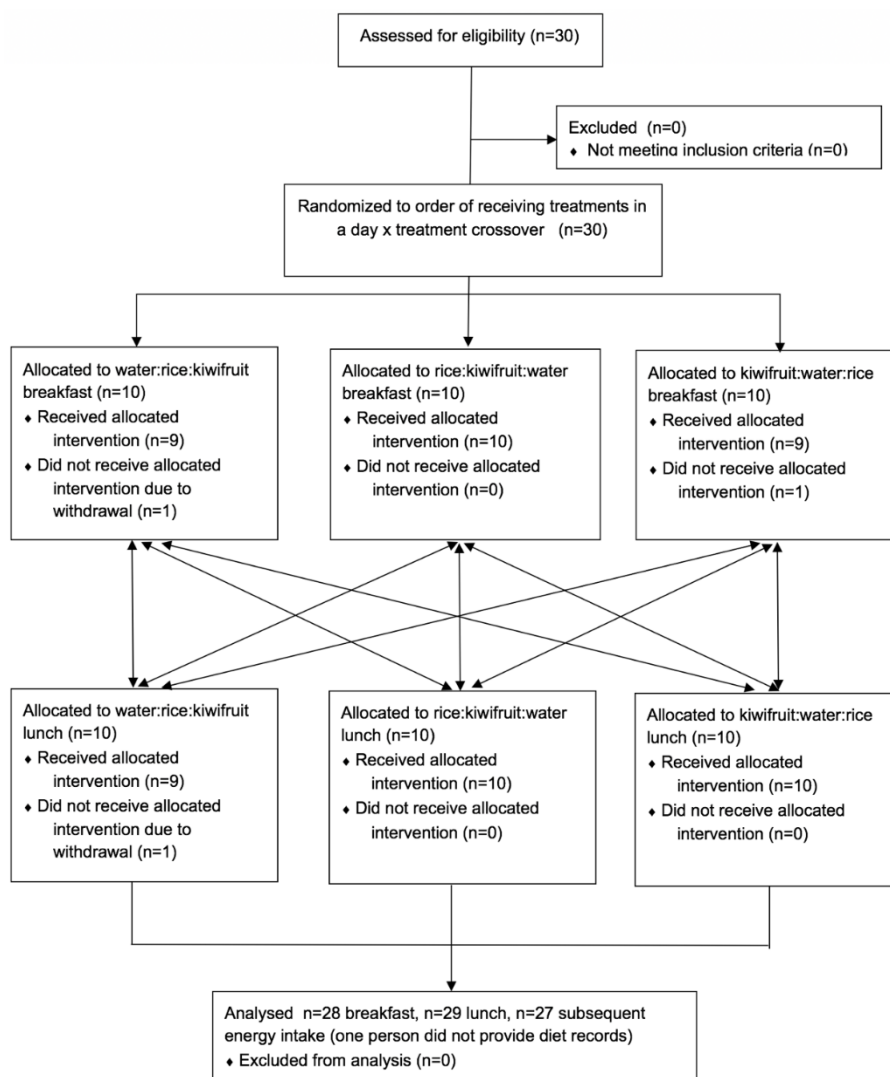 Assessed for eligibility (n=30)
Excluded (n=0)
♦ Not meeting inclusion criteria (n=0)
Randomized to order of receiving treatments in
a day x treatment crossover (n=30)
Allocated to water:rice:kiwifruit
breakfast (n=10)
♦ Received allocated
intervention (n=9)
♦ Did not receive allocated
intervention due to
withdrawal (n=1)
Allocated to rice:kiwifruit:water
breakfast (n=10)
♦ Received allocated
intervention (n=10)
♦ Did not receive allocated
intervention (n=0)
Allocated to kiwifruit:water:rice
breakfast (n=10)
♦ Received allocated
intervention (n=9)
♦ Did not receive allocated
intervention (n=1)
Allocated to water:rice:kiwifruit
lunch (n=10)
♦ Received allocated
intervention (n=9)
♦ Did not receive allocated
intervention due to
withdrawal (n=1)
Allocated to rice:kiwifruit:water
lunch (n=10)
♦ Received allocated
intervention (n=10)
♦ Did not receive allocated
intervention (n=0)
Allocated to kiwifruit:water:rice
lunch (n=10)
♦ Received allocated
intervention (n=10)
♦ Did not receive allocated
intervention (n=0)
Analysed n=28 breakfast, n=29 lunch, n=27 subsequent
energy intake (one person did not provide diet records)
♦ Excluded from analysis (n=0)